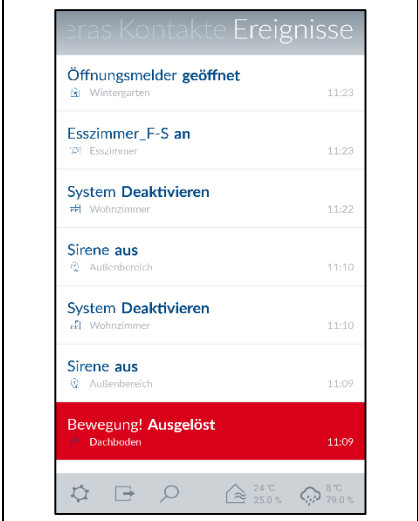 eras Kontakte Ereignisse
Öffnungsmelder geöffnet
Wintergarten 11:23
Esszimmer_F-S an
Esszimmer 11:23
System Deaktivieren
Wohnzimmer 11:22
Sirene aus
Außenbereich 11:10
System Deaktivieren
Wohnzimmer 11:10
Sirene aus
Außenbereich 11:09
Bewegung! Ausgelöst
Dachboden 11:09
24 °C 8 °C
25.0 % 79.0 %